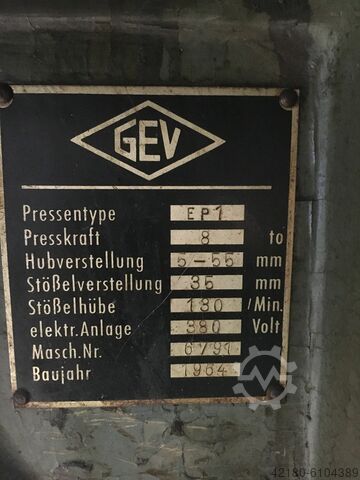 GEV
Pressentype EP1
Presskraft 8 to
Hubverstellung 5-55 mm
Stößelverstellung 35 mm
Stößelhübe 180 /Min.
elektr. Anlage 380 Volt
Masch. Nr. 6791
Baujahr 1964
42180-6104389